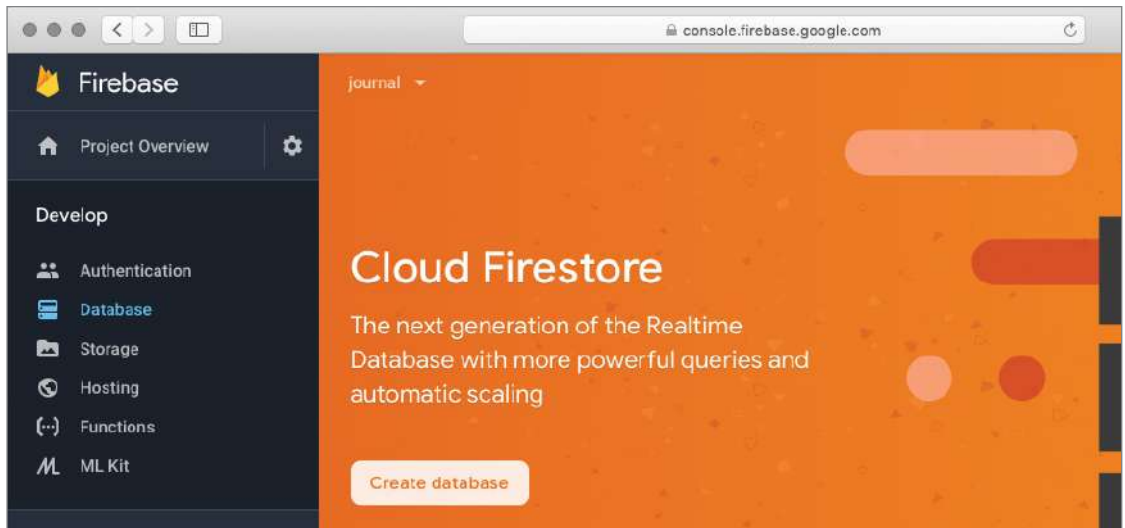 console.firebase.google.com
Firebase
journal
Project Overview
Develop
Authentication
Database
Storage
Hosting
Functions
ML Kit
Cloud Firestore
The next generation of the Realtime
Database with more powerful queries and
automatic scaling
Create database